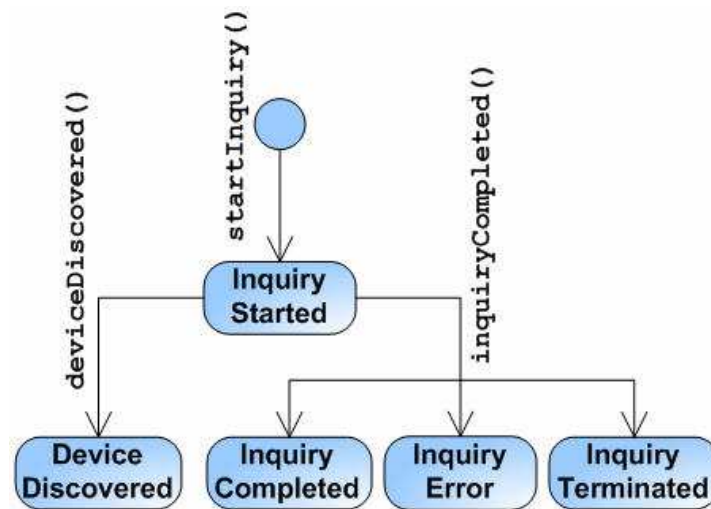 startInquiry()
deviceDiscovered()
inquiryCompleted()
Inquiry
Started
Device
Discovered
Inquiry
Completed
Inquiry
Error
Inquiry
Terminated